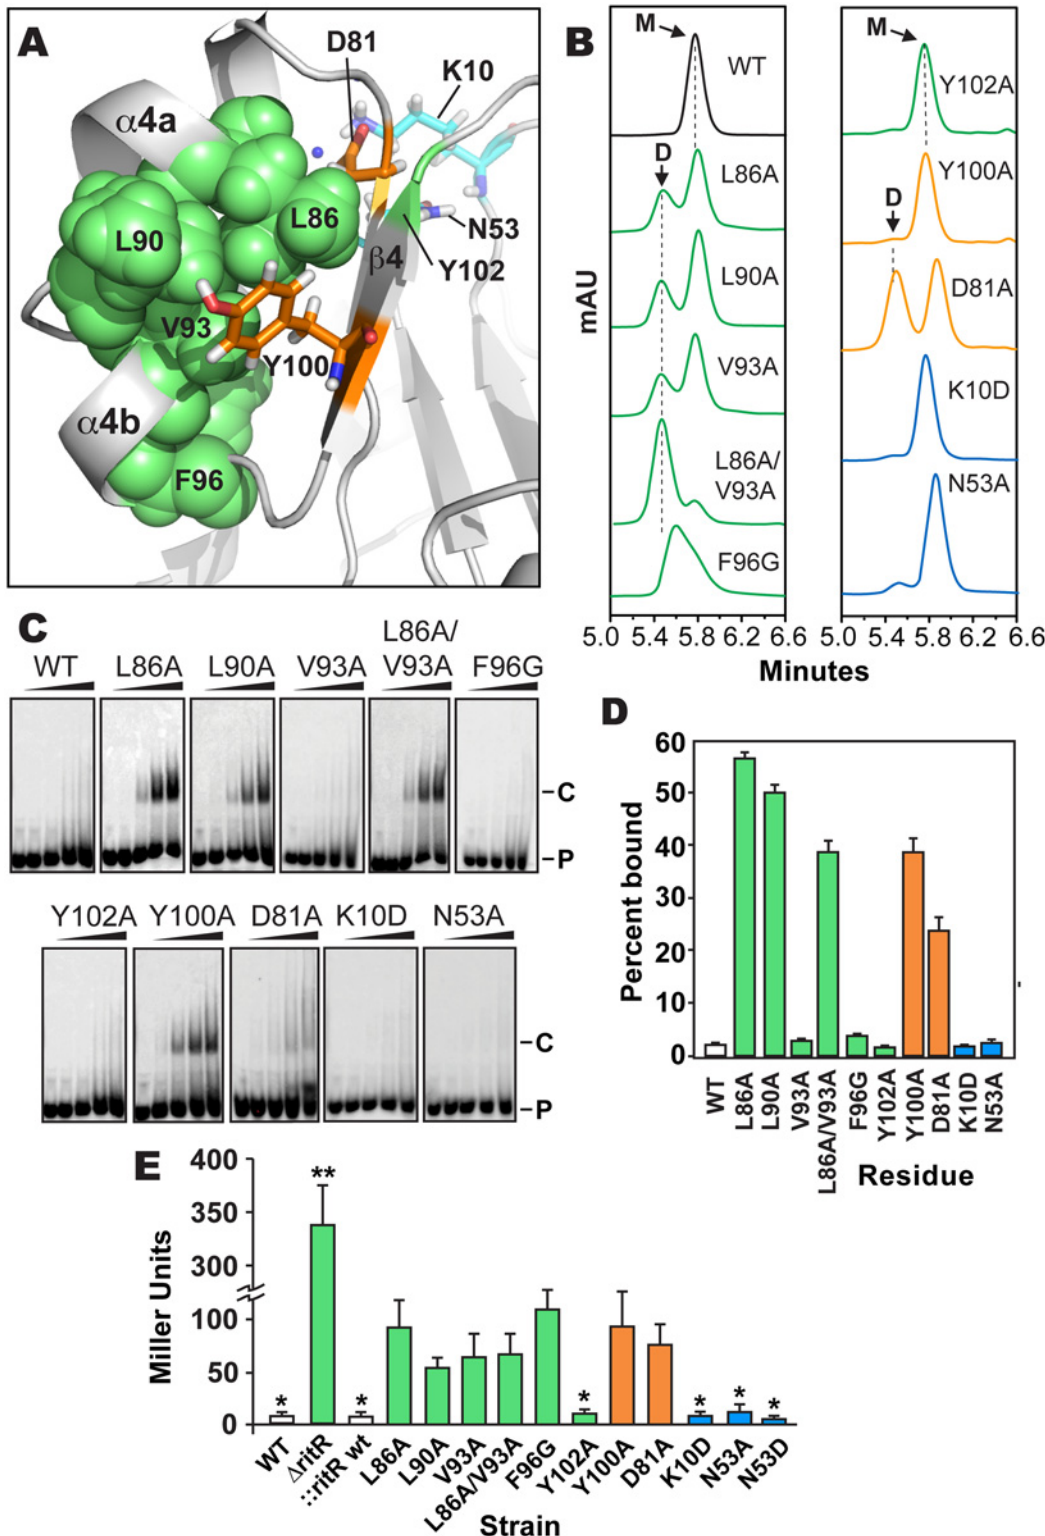 A
D81
K10
α4a
L86
L90
N53
β4
Y102
V93
Y100
α4b
F96
B
M
WT
D
L86A
L90A
V93A
L86A/
V93A
F96G
mAU
5.0 5.4 5.8 6.2 6.6
M
Y102A
Y100A
D
D81A
K10D
N53A
5.0 5.4 5.8 6.2 6.6
Minutes
C
WT L86A L90A V93A L86A/
V93A F96G
C
P
Y102A Y100A D81A K10D N53A
C
P
D
Percent bound
60
50
40
30
20
10
0
WT L86A L90A V93A L86A/V93A F96G Y102A Y100A D81A K10D N53A
Residue
E
Miller Units
400
350
300
100
50
0
* ** * * * * *
WT ΔritR ::ritR wt L86A L90A V93A L86A/V93A F96G Y102A Y100A D81A K10D N53A N53D
Strain